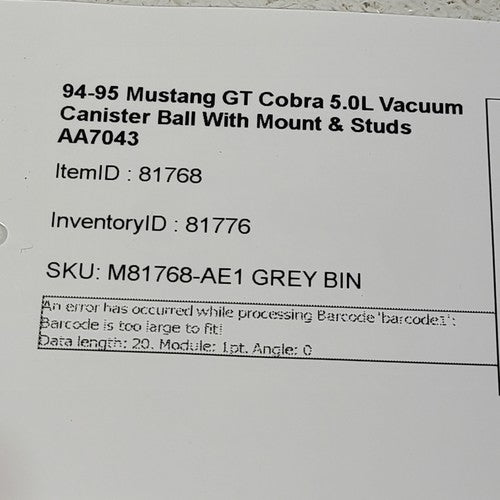 94-95 Mustang GT Cobra 5.0L Vacuum
Canister Ball With Mount & Studs
AA7043
ItemID : 81768
InventoryID : 81776
SKU: M81768-AE1 GREY BIN
An error has occurred while processing Barcode 'barcode1':
Barcode is too large to fit!
Data length: 20. Module: 1pt. Angle: 0